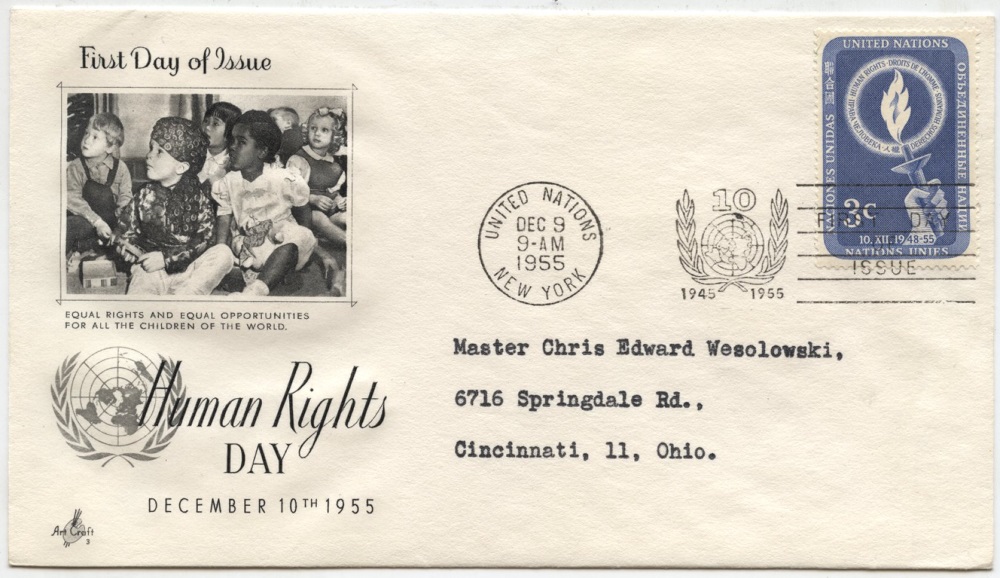 First Day of Issue
EQUAL RIGHTS AND EQUAL OPPORTUNITIES
FOR ALL THE CHILDREN OF THE WORLD.
Human Rights
DAY
DECEMBER 10TH 1955
Art Craft
3
UNITED NATIONS
DEC 9
9-AM
1955
NEW YORK
10
1945 1955
FIRST DAY
ISSUE
UNITED NATIONS
NACIONES UNIDAS
ОБЪЕДИНЕННЫЕ НАЦИИ
HUMAN RIGHTS · DROITS DE L'HOMME
3c
10.XII.1948-55
NATIONS UNIES
Master Chris Edward Wesolowski,
6716 Springdale Rd.,
Cincinnati, 11, Ohio.